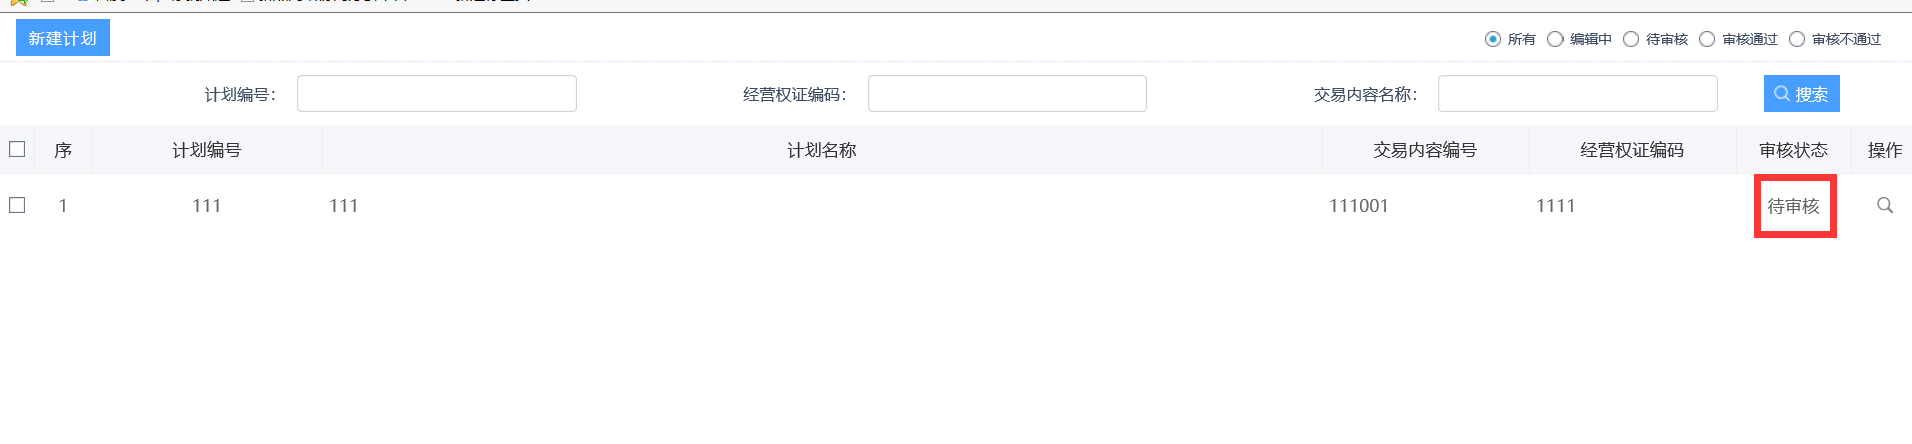 新建计划
所有 编辑中 待审核 审核通过 审核不通过
计划编号: 经营权证编码: 交易内容名称: 搜索
序 计划编号 计划名称 交易内容编号 经营权证编码 审核状态 操作
1 111 111 111001 1111 待审核